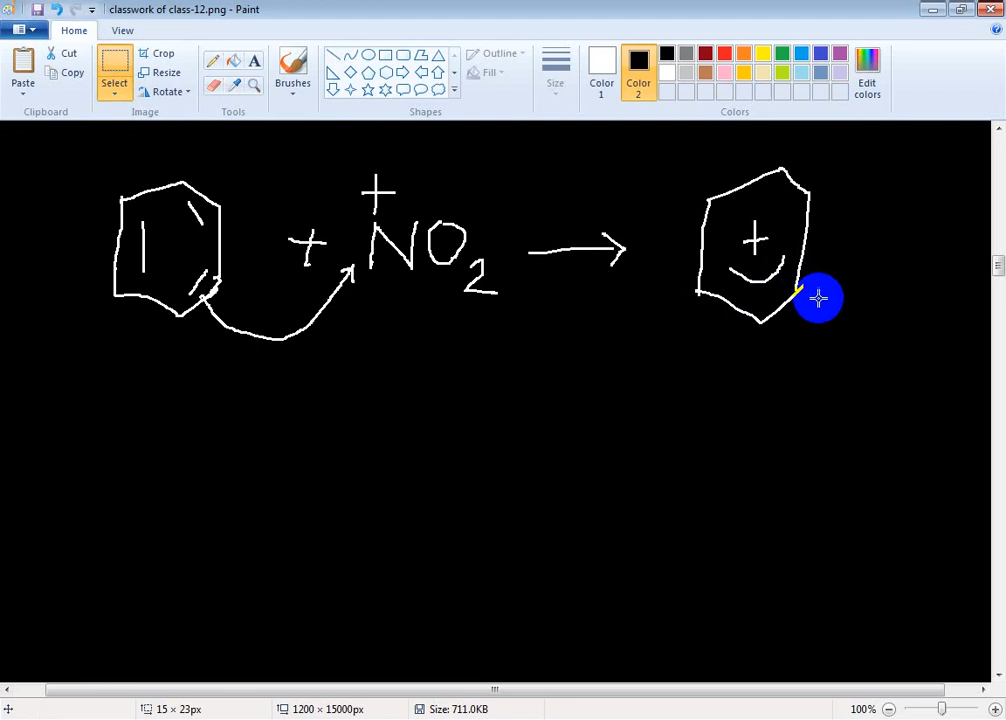 classwork of class-12.png - Paint
Home View
Paste
Cut
Copy
Clipboard
Select
Crop
Resize
Rotate
Image
A
Tools
Brushes
Shapes
Outline
Fill
Size
Color 1
Color 2
Edit colors
Colors
+
+ NO2 → +
15 × 23px
1200 × 15000px
Size: 711.0KB
100%